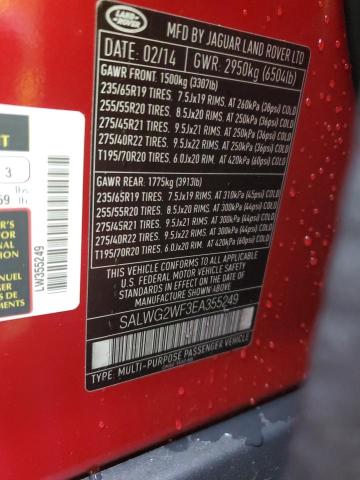 LAND-ROVER
MFD BY JAGUAR LAND ROVER LTD
DATE: 02/14 GWR: 2950kg (6504lb)
GAWR FRONT: 1500kg (3307lb)
235/65R19 TIRES: 7.5Jx19 RIMS, AT 260kPa (38psi) COLD
255/55R20 TIRES: 8.5Jx20 RIMS, AT 250kPa (36psi) COLD
275/45R21 TIRES: 9.5Jx21 RIMS, AT 250kPa (36psi) COLD
275/40R22 TIRES: 9.5Jx22 RIMS, AT 250kPa (36psi) COLD
T195/70R20 TIRES: 6.0Jx20 RIM, AT 420kPa (60psi) COLD
GAWR REAR: 1775kg (3913lb)
235/65R19 TIRES: 7.5Jx19 RIMS, AT 310kPa (45psi) COLD
255/55R20 TIRES: 8.5Jx20 RIMS, AT 300kPa (44psi) COLD
275/45R21 TIRES: 9.5Jx21 RIMS, AT 300kPa (44psi) COLD
275/40R22 TIRES: 9.5Jx22 RIMS, AT 300kPa (44psi) COLD
T195/70R20 TIRES: 6.0Jx20 RIM, AT 420kPa (60psi) COLD
THIS VEHICLE CONFORMS TO ALL APPLICABLE
U.S. FEDERAL MOTOR VEHICLE SAFETY
STANDARDS IN EFFECT ON THE DATE OF
MANUFACTURE SHOWN ABOVE
SALWG2WF3EA355249
TYPE: MULTI-PURPOSE PASSENGER VEHICLE
3
lbs
59 lb
MANUEL
LW355249